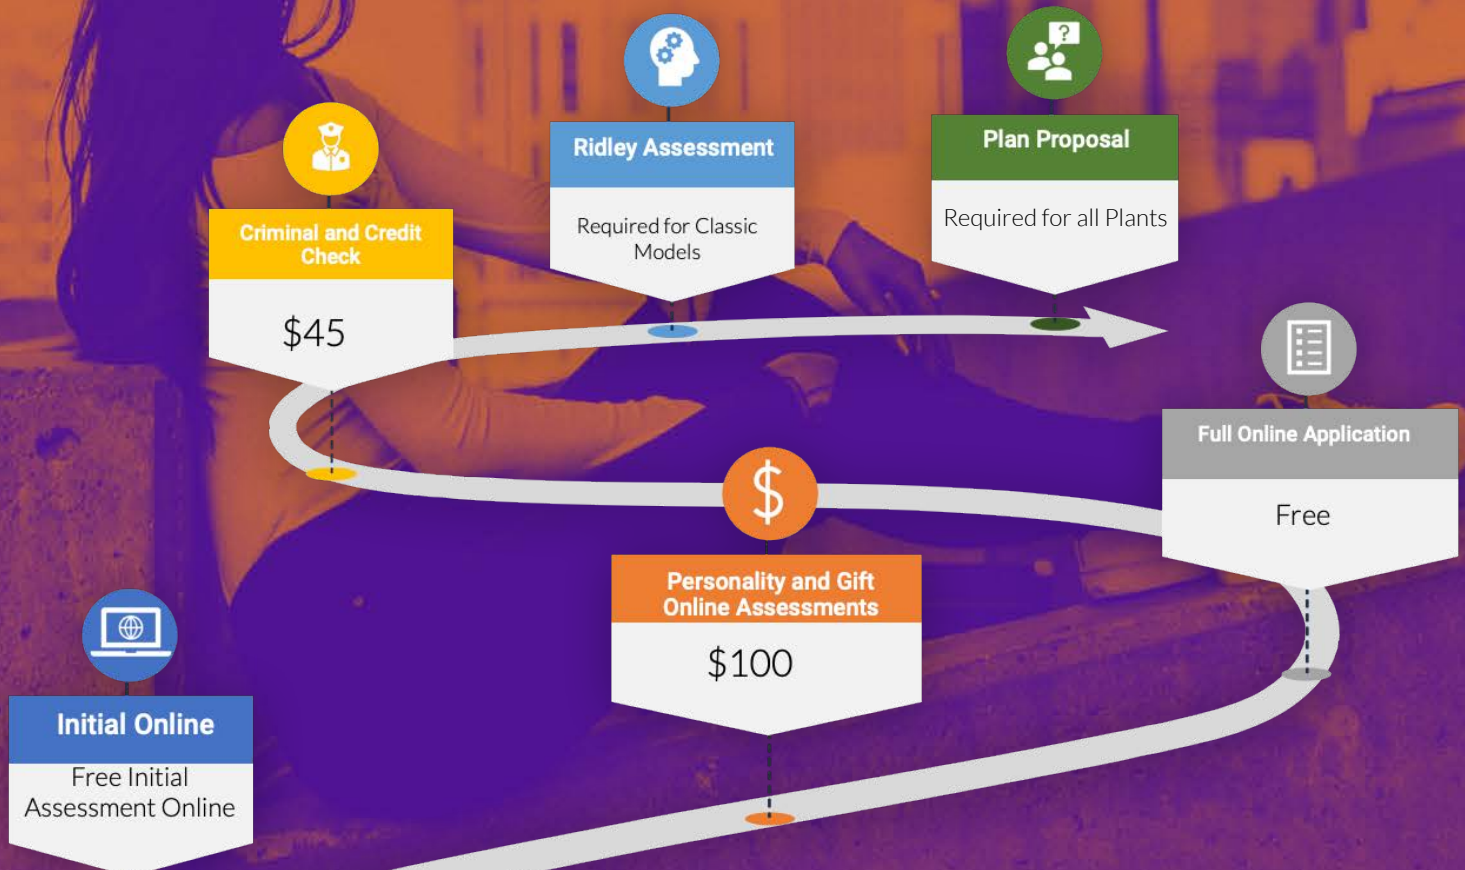 Ridley Assessment
Required for Classic
Models
Plan Proposal
Required for all Plants
Criminal and Credit
Check
$45
Full Online Application
Free
$
Personality and Gift
Online Assessments
$100
Initial Online
Free Initial
Assessment Online
?